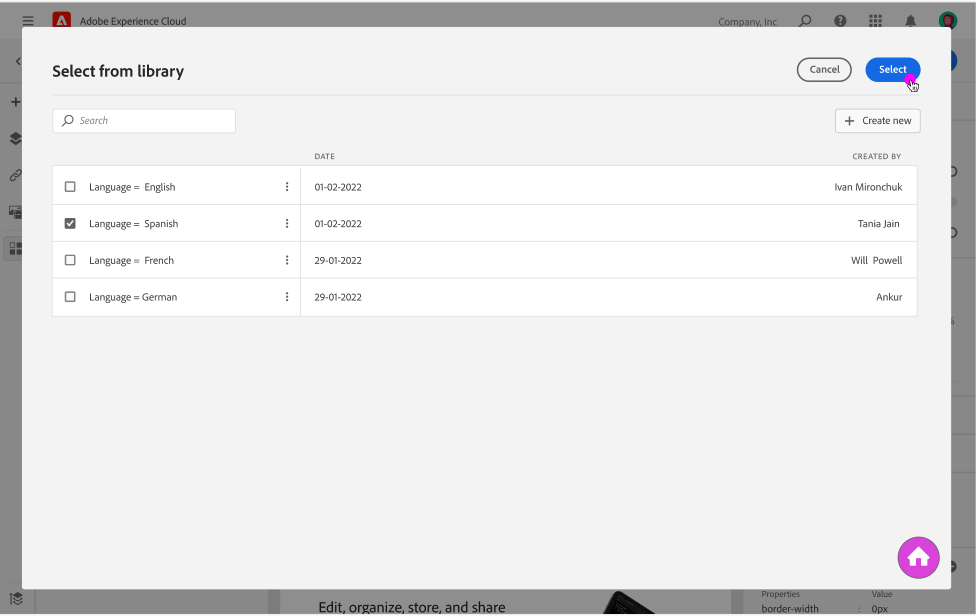 Adobe Experience Cloud
Company, Inc
Select from library
Cancel
Select
Search
Create new
DATE
CREATED BY
Language = English
01-02-2022
Ivan Mironchuk
Language = Spanish
01-02-2022
Tania Jain
Language = French
29-01-2022
Will Powell
Language = German
29-01-2022
Ankur
Edit, organize, store, and share
Properties
Value
border-width
:
0px